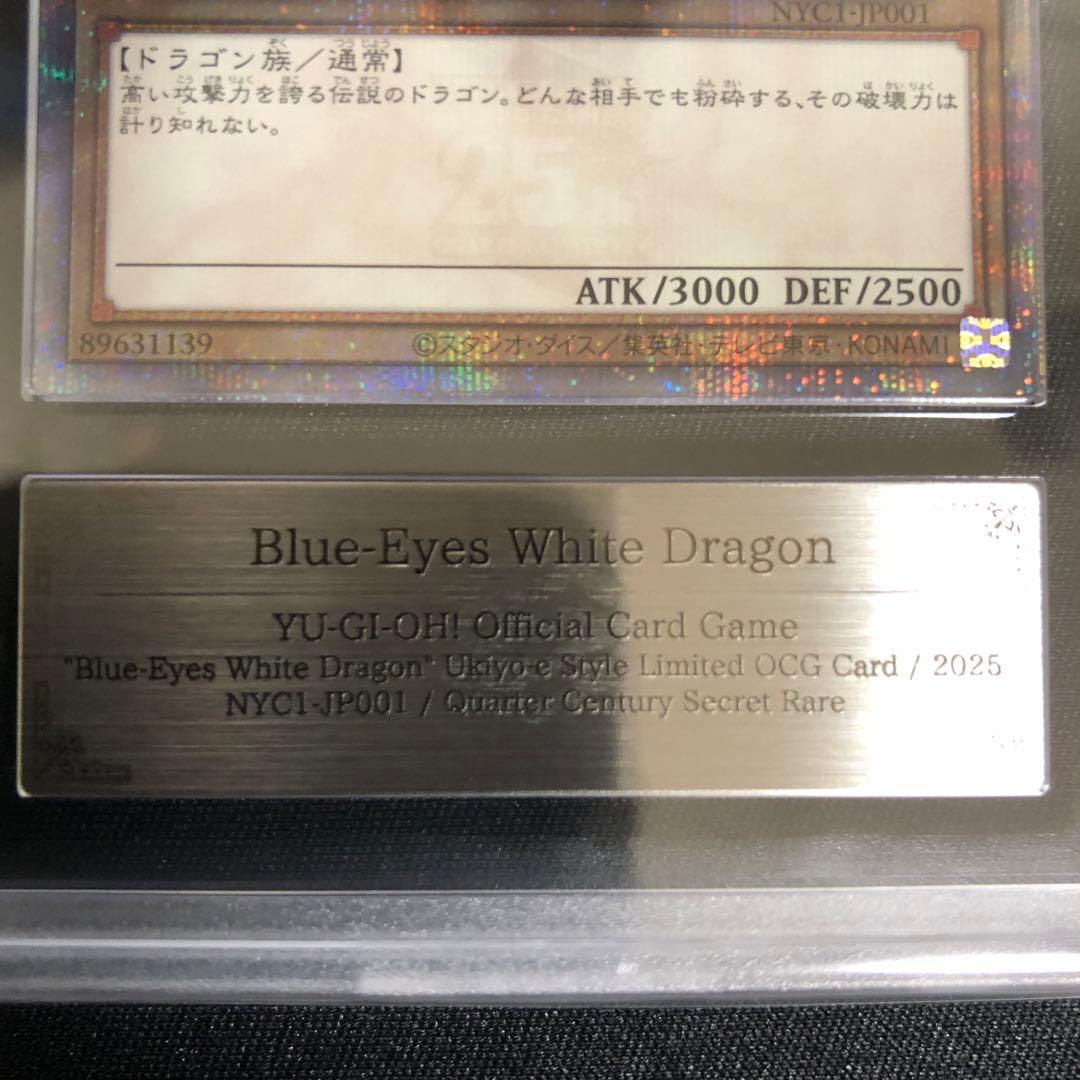 NYC1-JP001
【ドラゴン族／通常】
高い攻撃力を誇る伝説のドラゴン。どんな相手でも粉砕する、その破壊力は
計り知れない。
25th
ATK/3000 DEF/2500
89631139
©スタジオ・ダイス／集英社・テレビ東京・KONAMI
Blue-Eyes White Dragon
YU-GI-OH! Official Card Game
"Blue-Eyes White Dragon" Ukiyo-e Style Limited OCG Card / 2025
NYC1-JP001 / Quarter Century Secret Rare